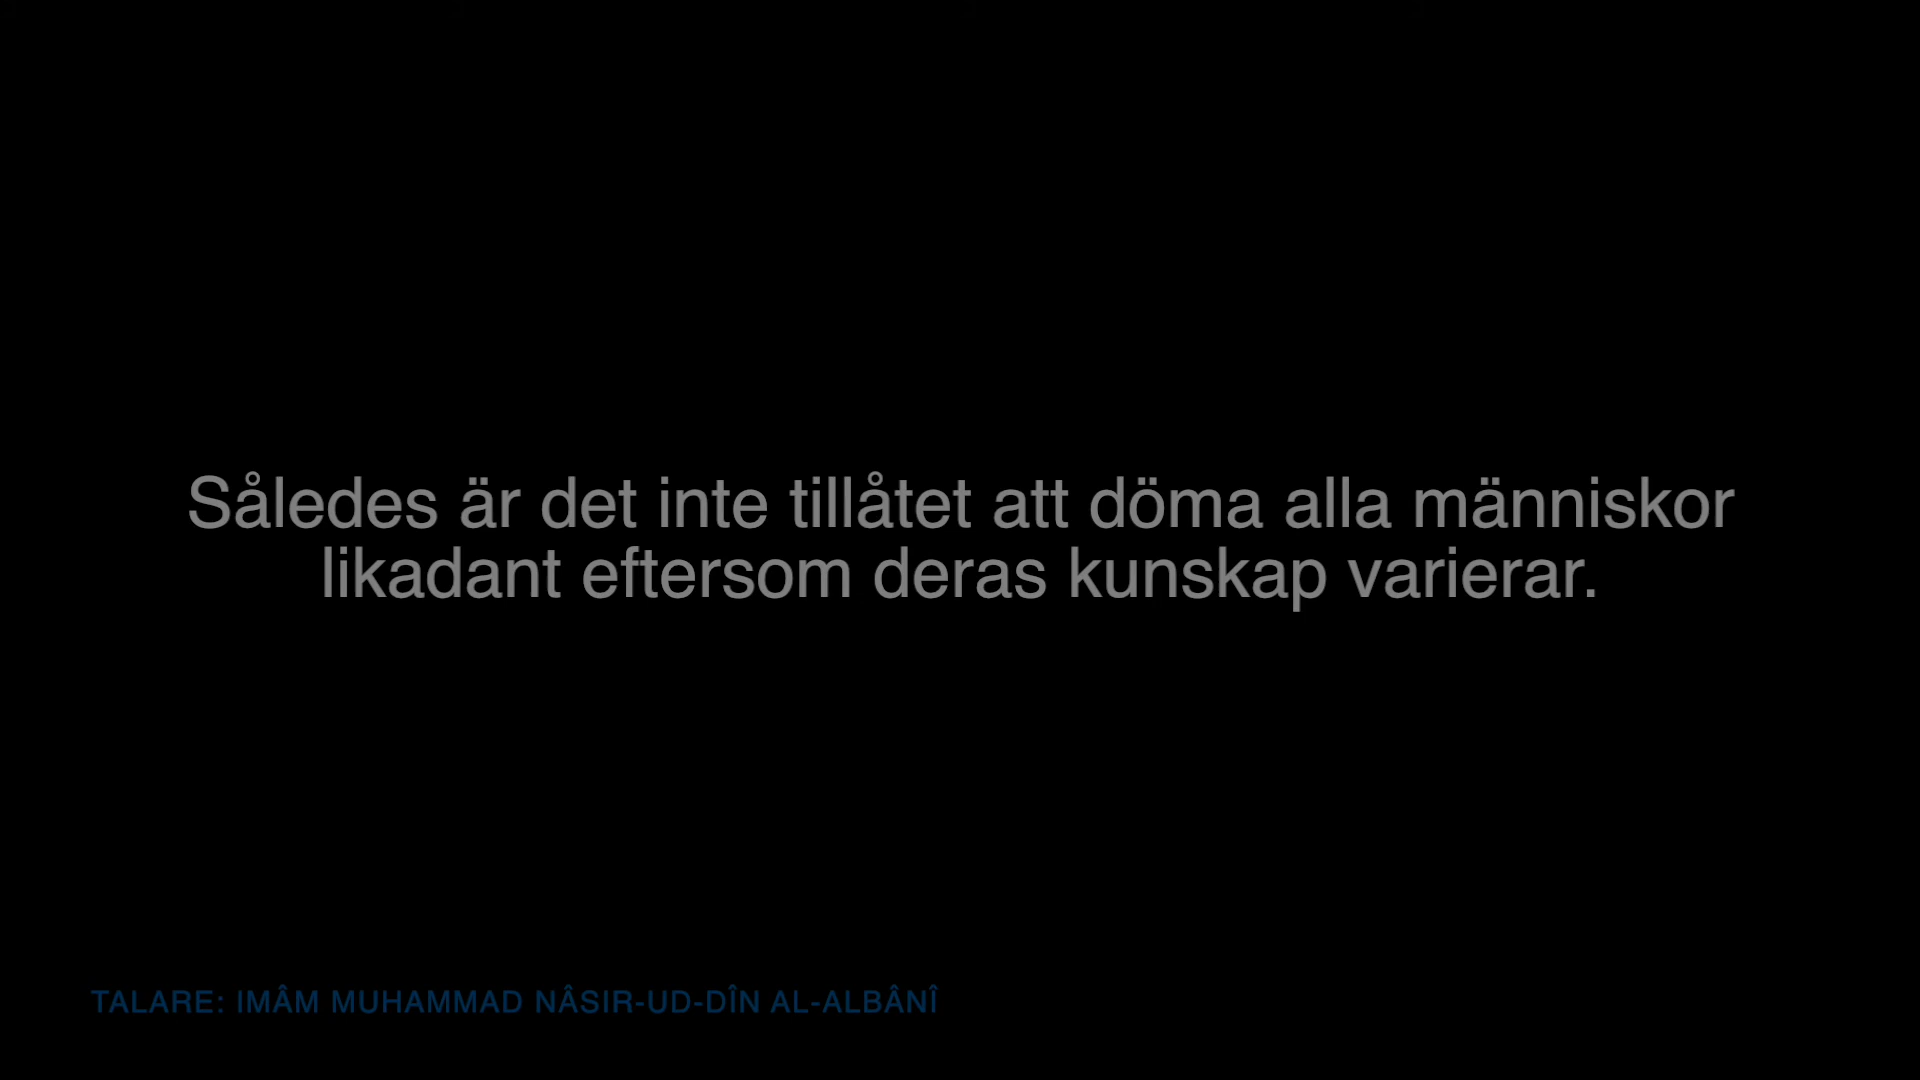 Således är det inte tillåtet att döma alla människor
likadant eftersom deras kunskap varierar.
TALARE: IMÂM MUHAMMAD NÂSIR-UD-DÎN AL-ALBÂNÎ